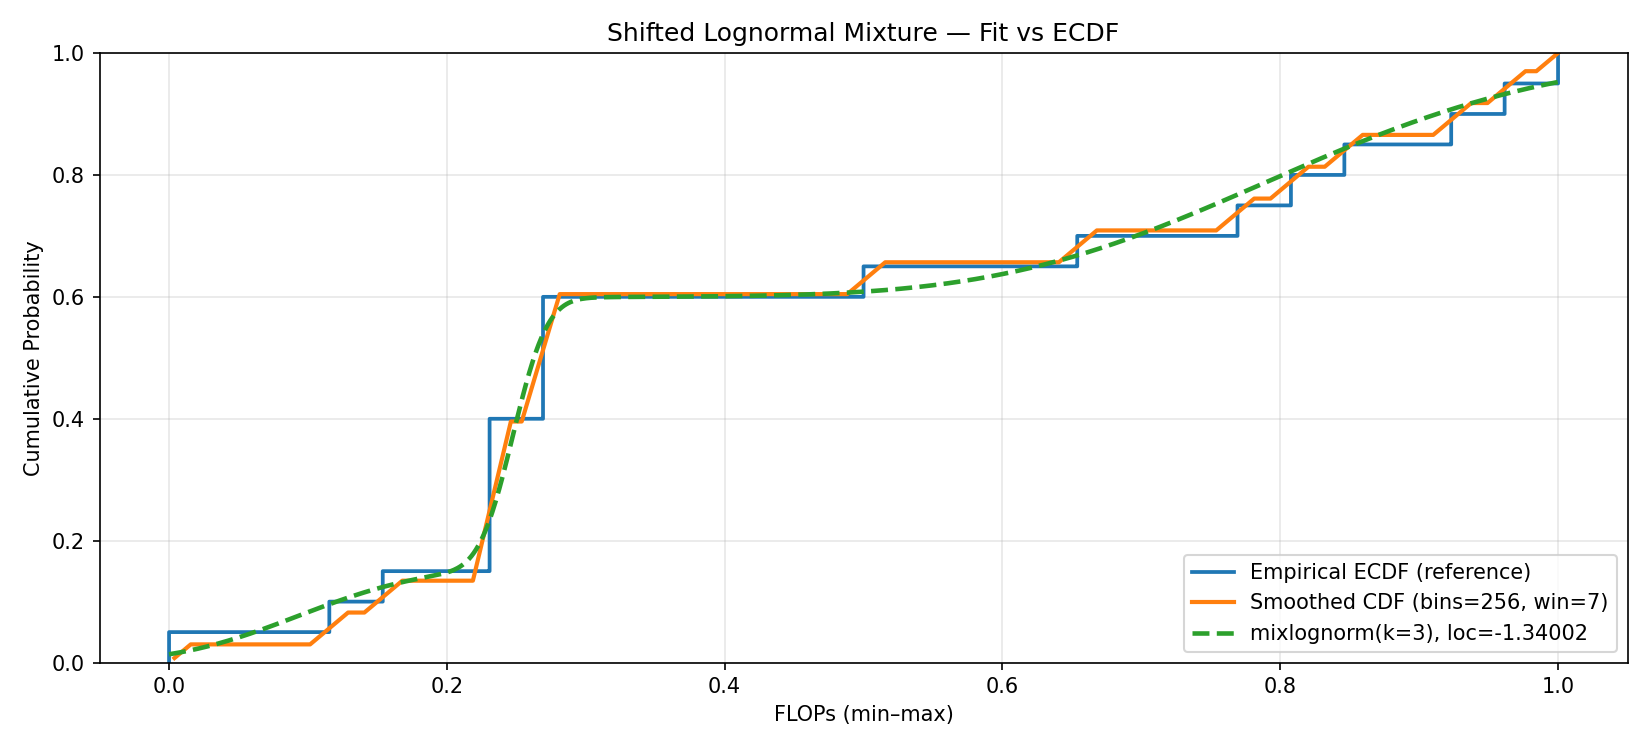 Shifted Lognormal Mixture — Fit vs ECDF
Cumulative Probability
1.0
0.8
0.6
0.4
0.2
0.0
Empirical ECDF (reference)
Smoothed CDF (bins=256, win=7)
mixlognorm(k=3), loc=-1.34002
0.0 0.2 0.4 0.6 0.8 1.0
FLOPs (min–max)